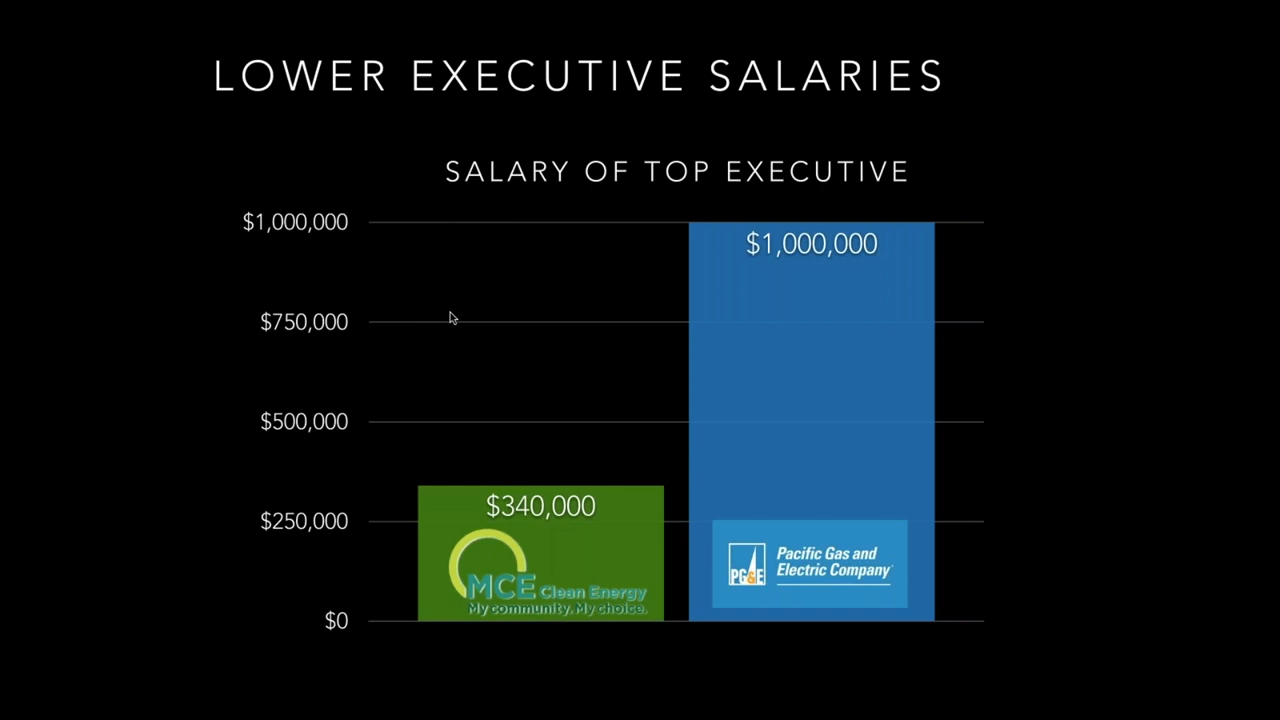 LOWER EXECUTIVE SALARIES
SALARY OF TOP EXECUTIVE
$1,000,000
$1,000,000
$750,000
$500,000
$340,000
$250,000
MCE Clean Energy
My community. My choice.
PG&E
Pacific Gas and
Electric Company
$0